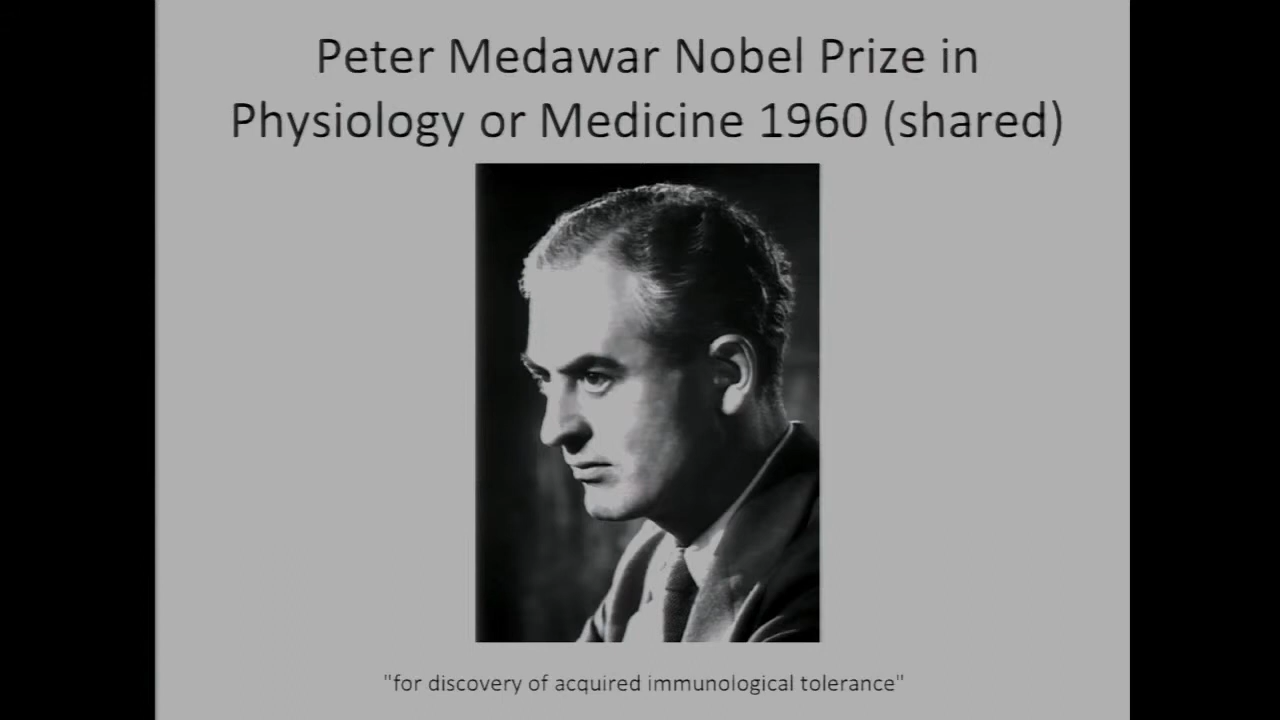 Peter Medawar Nobel Prize in
Physiology or Medicine 1960 (shared)
"for discovery of acquired immunological tolerance"